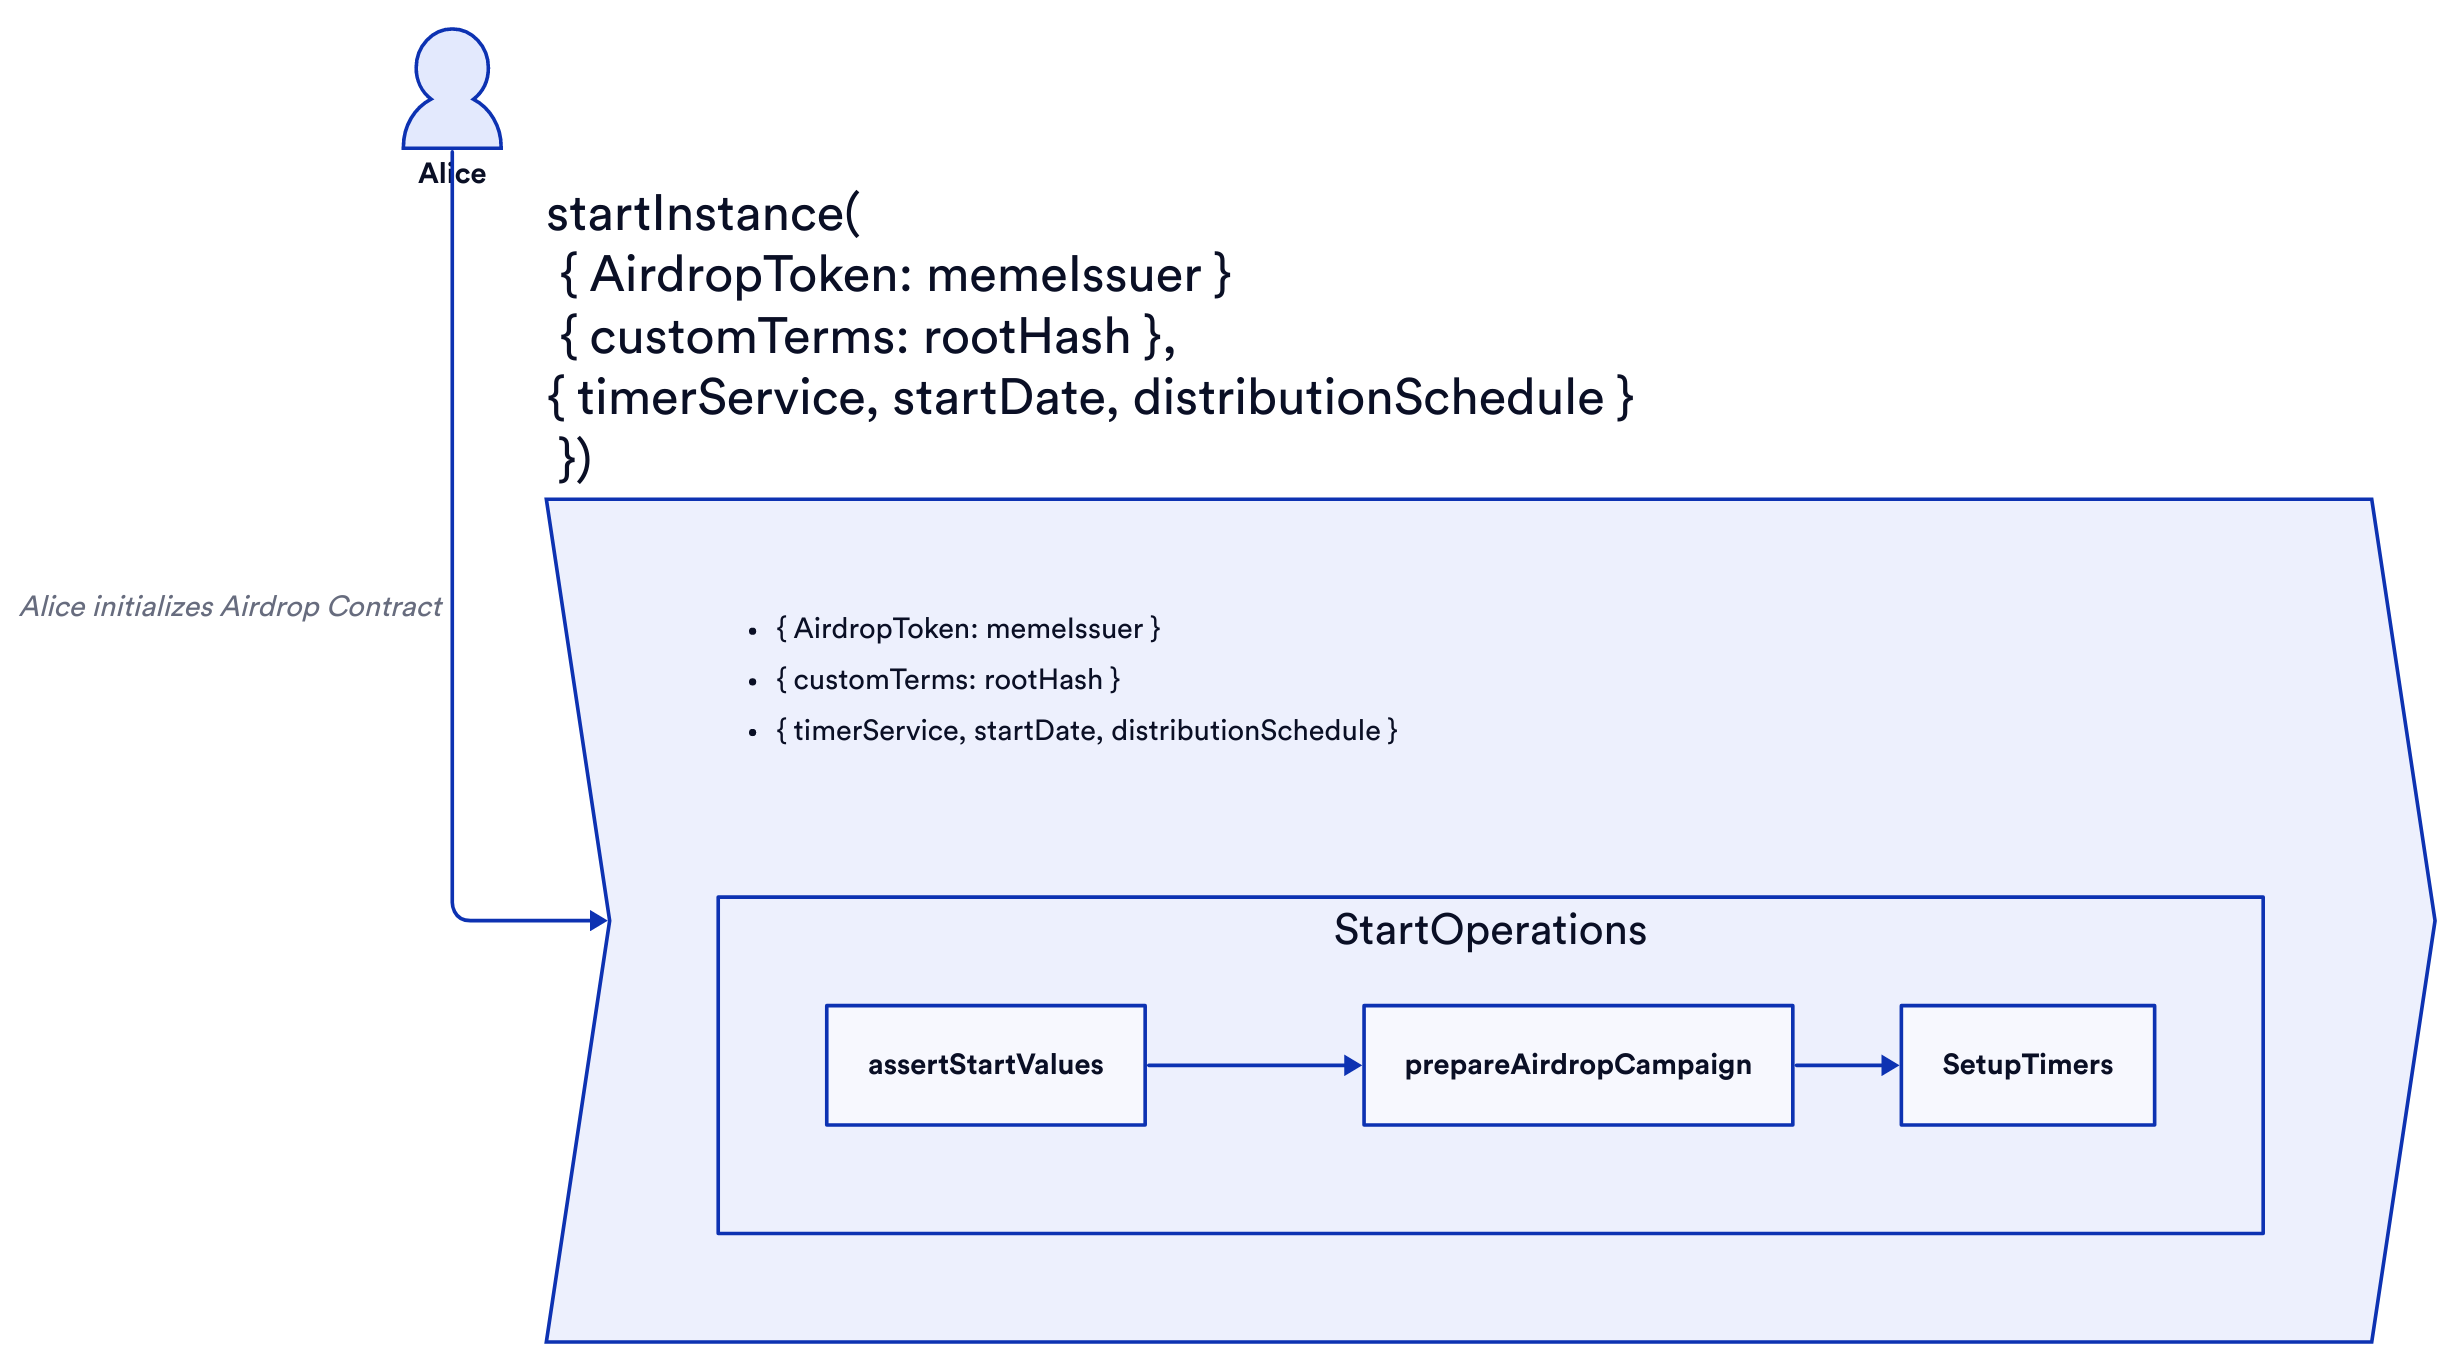 Alice
startInstance(
{ AirdropToken: memeIssuer }
{ customTerms: rootHash },
{ timerService, startDate, distributionSchedule }
})
Alice initializes Airdrop Contract
• { AirdropToken: memeIssuer }
• { customTerms: rootHash }
• { timerService, startDate, distributionSchedule }
StartOperations
assertStartValues
prepareAirdropCampaign
SetupTimers